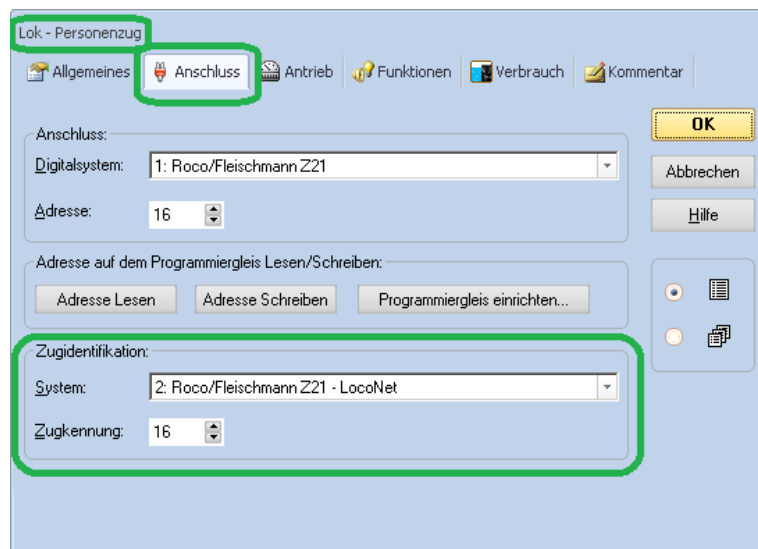 Lok - Personenzug
Allgemeines Anschluss Antrieb Funktionen Verbrauch Kommentar
Anschluss:
Digitalsystem: 1: Roco/Fleischmann Z21
Adresse: 16
Adresse auf dem Programmiergleis Lesen/Schreiben:
Adresse Lesen Adresse Schreiben Programmiergleis einrichten...
Zugidentifikation:
System: 2: Roco/Fleischmann Z21 - LocoNet
Zugkennung: 16
OK
Abbrechen
Hilfe